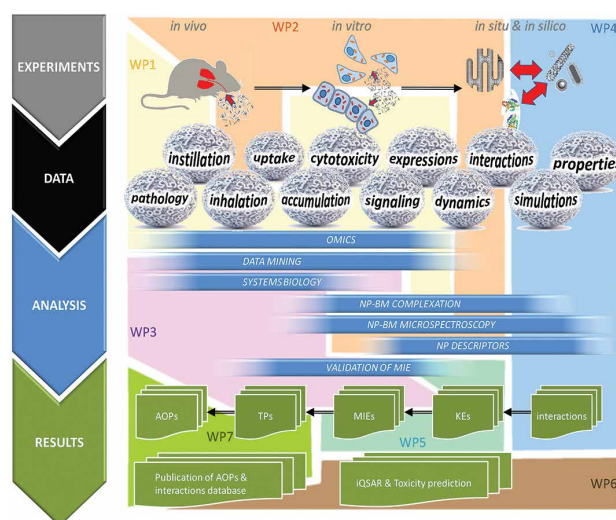 in vivo
WP2
in vitro
in situ & in silico
WP4
EXPERIMENTS
WP1
DATA
instillation
uptake
cytotoxicity
expressions
interactions
properties
pathology
inhalation
accumulation
signaling
dynamics
simulations
OMICS
DATA MINING
SYSTEMS BIOLOGY
ANALYSIS
NP-BM COMPLEXATION
WP3
NP-BM MICROSPECTROSCOPY
NP DESCRIPTORS
VALIDATION OF MIE
RESULTS
AOPs
TPs
MIEs
KEs
interactions
WP7
WP5
Publication of AOPs &
interactions database
iQSAR & Toxicity prediction
WP6